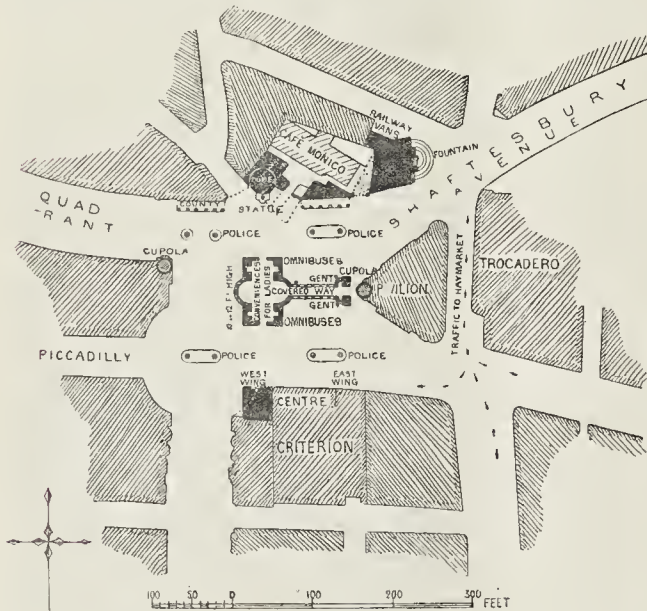 SHAFTESBURY
AVENUE
RAILWAY
VANS
FOUNTAIN
CAFE MONICO
QUAD
-RANT
COUNTY
STATUE
POLICE
POLICE
CUPOLA
OMNIBUSES
GENTS
CUPOLA
CONVENIENCES
FOR LADIES
COVERED WAY
PAVILION
GENTS
OMNIBUSES
TROCADERO
TRAFFIC TO HAYMARKET
PICCADILLY
POLICE
POLICE
WEST
WING
EAST
WING
CENTRE
CRITERION
100 50 0 100 200 300 FEET